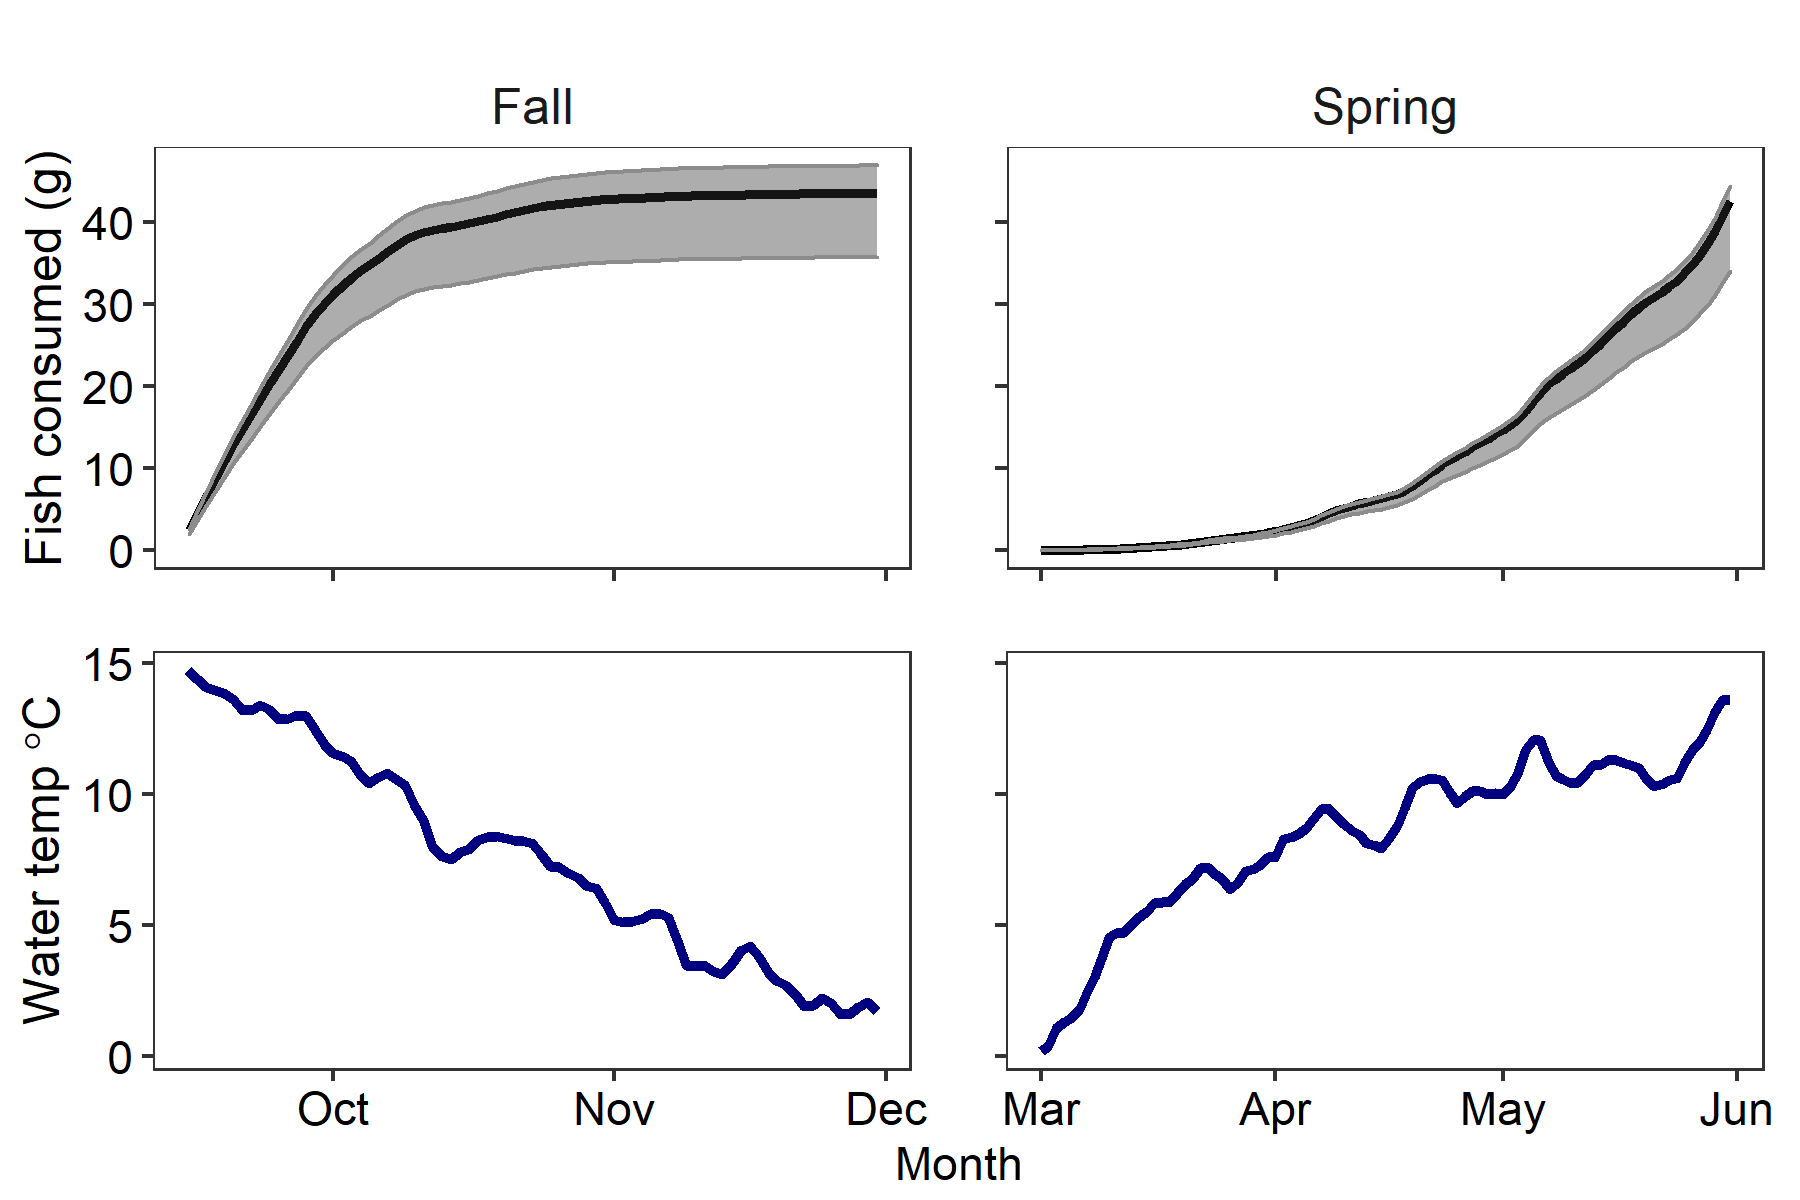 Fall
Spring
Fish consumed (g)
40
30
20
10
0
Water temp °C
15
10
5
0
Oct
Nov
Dec
Mar
Apr
May
Jun
Month